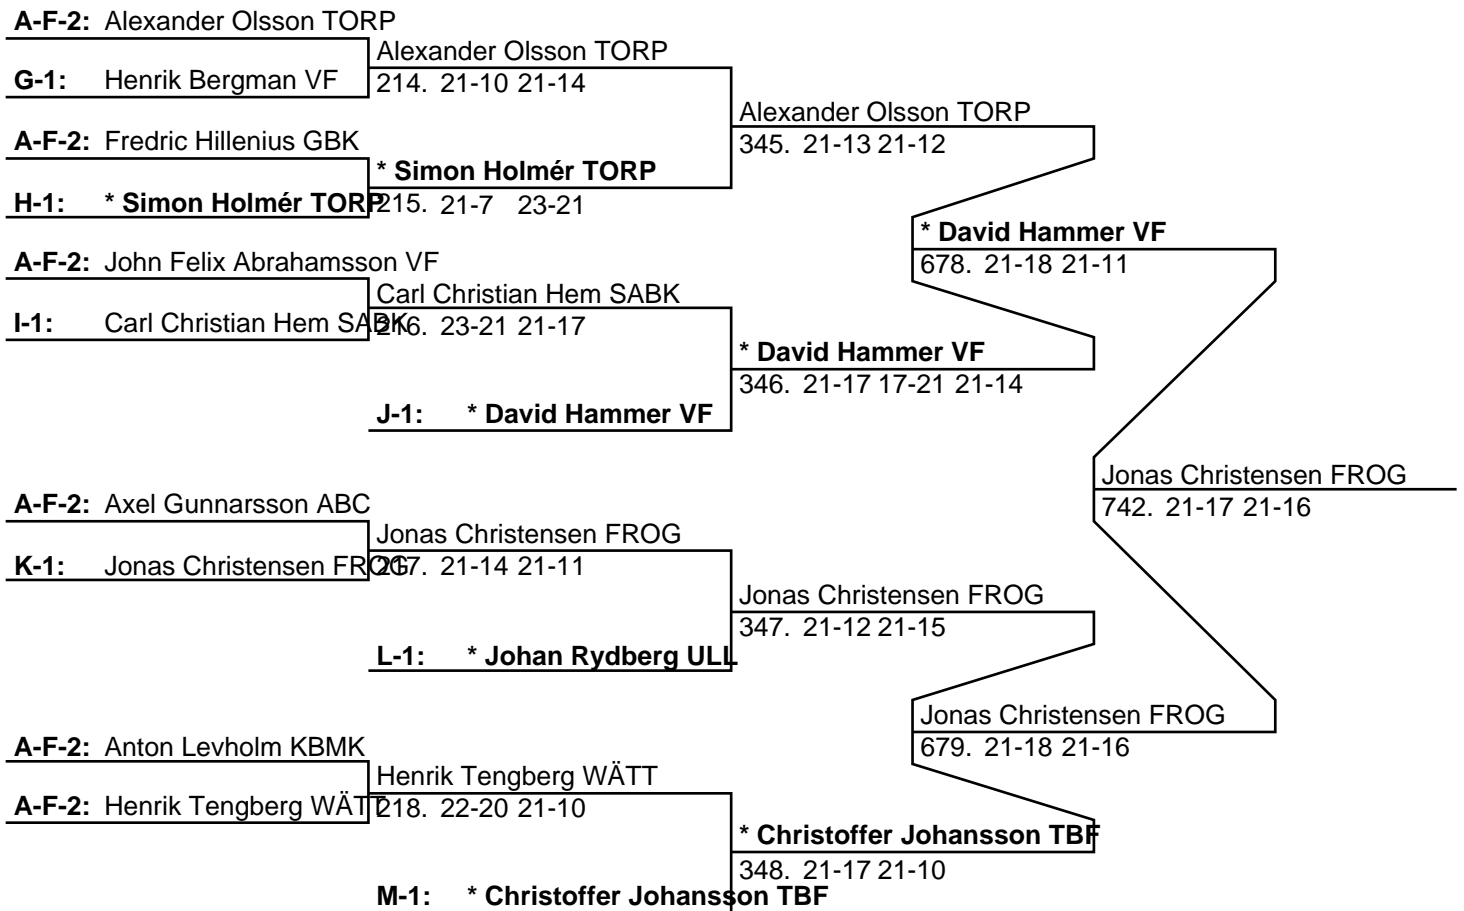 A-F-2: Alexander Olsson TORP
Alexander Olsson TORP
G-1: Henrik Bergman VF
214. 21-10 21-14
Alexander Olsson TORP
A-F-2: Fredric Hillenius GBK
345. 21-13 21-12
* Simon Holmér TORP
H-1: * Simon Holmér TORP
215. 21-7 23-21
* David Hammer VF
A-F-2: John Felix Abrahamsson VF
678. 21-18 21-11
Carl Christian Hem SABK
I-1: Carl Christian Hem SABK
216. 23-21 21-17
* David Hammer VF
346. 21-17 17-21 21-14
J-1: * David Hammer VF
Jonas Christensen FROG
A-F-2: Axel Gunnarsson ABC
742. 21-17 21-16
Jonas Christensen FROG
K-1: Jonas Christensen FROG
217. 21-14 21-11
Jonas Christensen FROG
347. 21-12 21-15
L-1: * Johan Rydberg ULL
Jonas Christensen FROG
A-F-2: Anton Levholm KBMK
679. 21-18 21-16
Henrik Tengberg WÄTT
A-F-2: Henrik Tengberg WÄTT
218. 22-20 21-10
* Christoffer Johansson TBF
348. 21-17 21-10
M-1: * Christoffer Johansson TBF